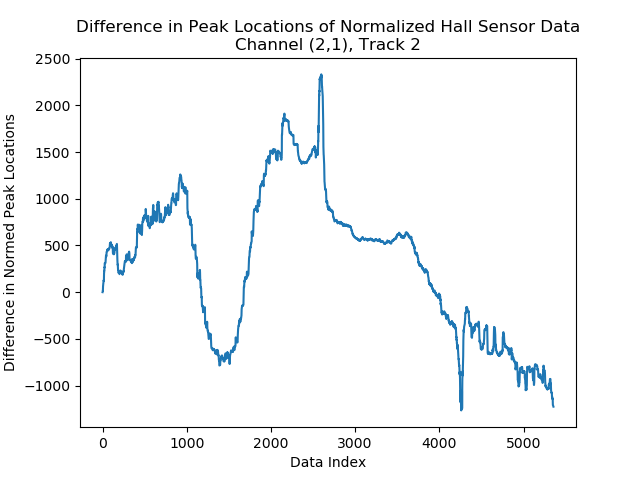 Difference in Peak Locations of Normalized Hall Sensor Data
Channel (2,1), Track 2
Difference in Normed Peak Locations
2500
2000
1500
1000
500
0
−500
−1000
0 1000 2000 3000 4000 5000
Data Index